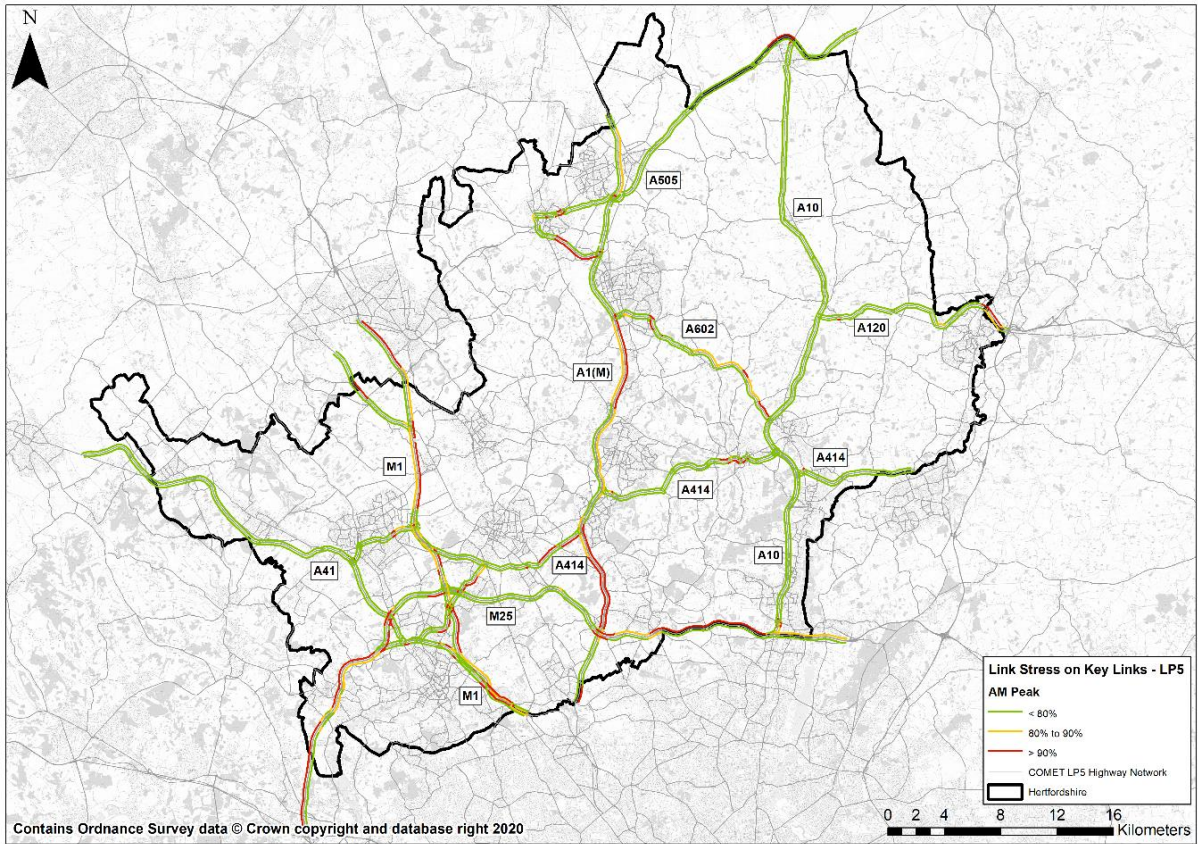 N
A505
A10
A602
A120
A1(M)
M1
A414
A414
A41
A414
A10
M25
M1
Link Stress on Key Links - LP5
AM Peak
< 80%
80% to 90%
> 90%
COMET LP5 Highway Network
Hertfordshire
Contains Ordnance Survey data © Crown copyright and database right 2020
0 2 4 8 12 16
Kilometers